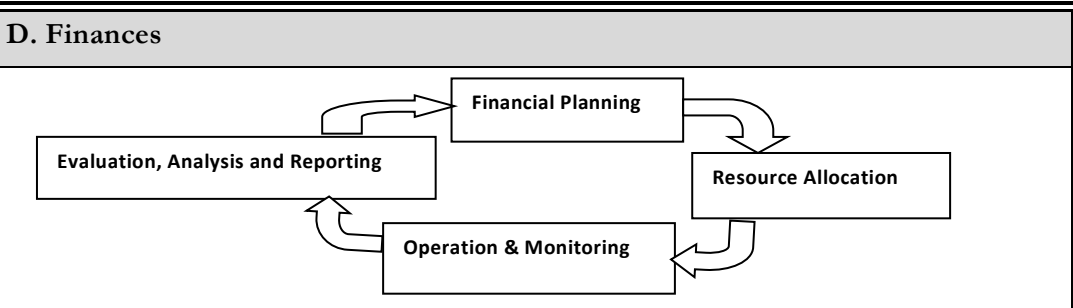 D. Finances
Financial Planning
Evaluation, Analysis and Reporting
Resource Allocation
Operation & Monitoring